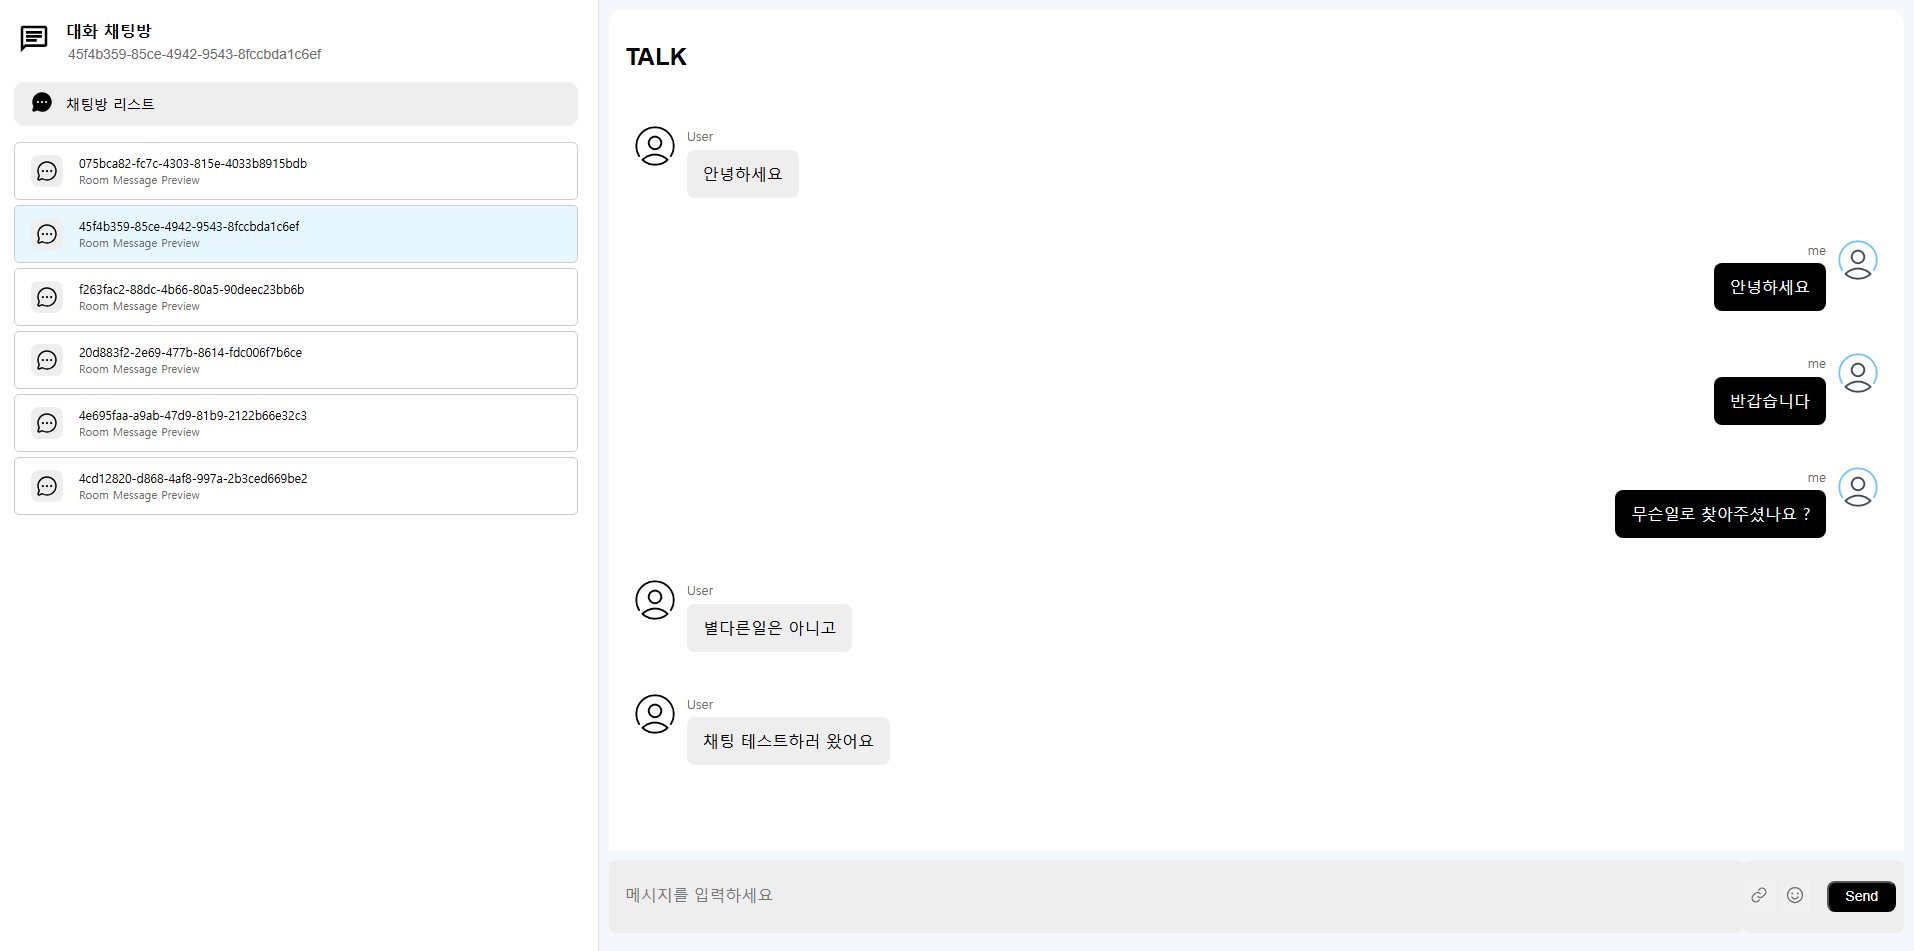 대화 채팅방
45f4b359-85ce-4942-9543-8fccbda1c6ef
채팅방 리스트
075bca82-fc7c-4303-815e-4033b8915bdb
Room Message Preview
45f4b359-85ce-4942-9543-8fccbda1c6ef
Room Message Preview
f263fac2-88dc-4b66-80a5-90deec23bb6b
Room Message Preview
20d883f2-2e69-477b-8614-fdc006f7b6ce
Room Message Preview
4e695faa-a9ab-47d9-81b9-2122b66e32c3
Room Message Preview
4cd12820-d868-4af8-997a-2b3ced669be2
Room Message Preview
TALK
User
안녕하세요
me
안녕하세요
me
반갑습니다
me
무슨일로 찾아주셨나요 ?
User
별다른일은 아니고
User
채팅 테스트하러 왔어요
메시지를 입력하세요
Send